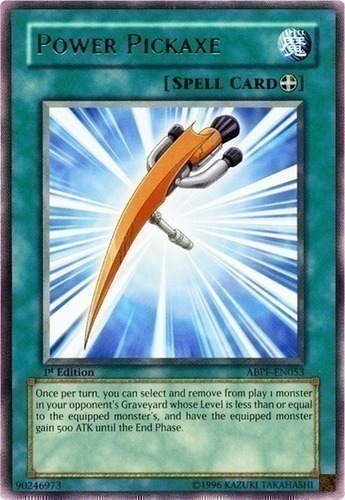 POWER PICKAXE
魔
[SPELL CARD]
1st Edition
ABPF-EN053
Once per turn, you can select and remove from play 1 monster
in your opponent's Graveyard whose Level is less than or equal
to the equipped monster's, and have the equipped monster
gain 500 ATK until the End Phase.
90246973
©1996 KAZUKI TAKAHASHI